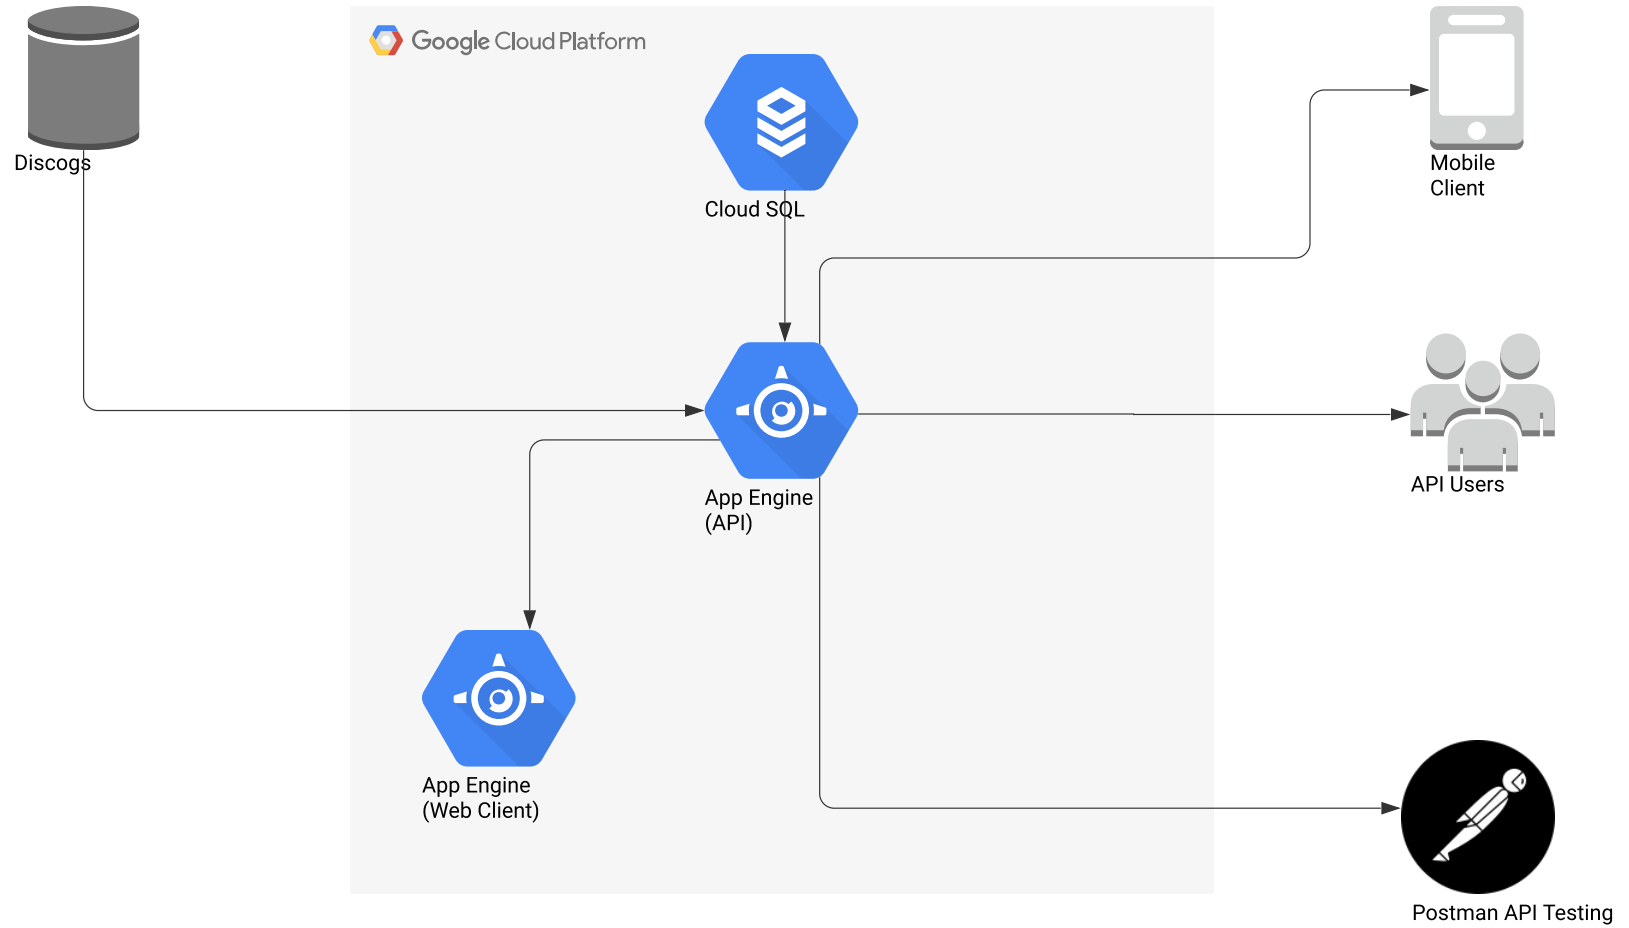 Google Cloud Platform
Discogs
Cloud SQL
Mobile
Client
App Engine
(API)
API Users
App Engine
(Web Client)
Postman API Testing